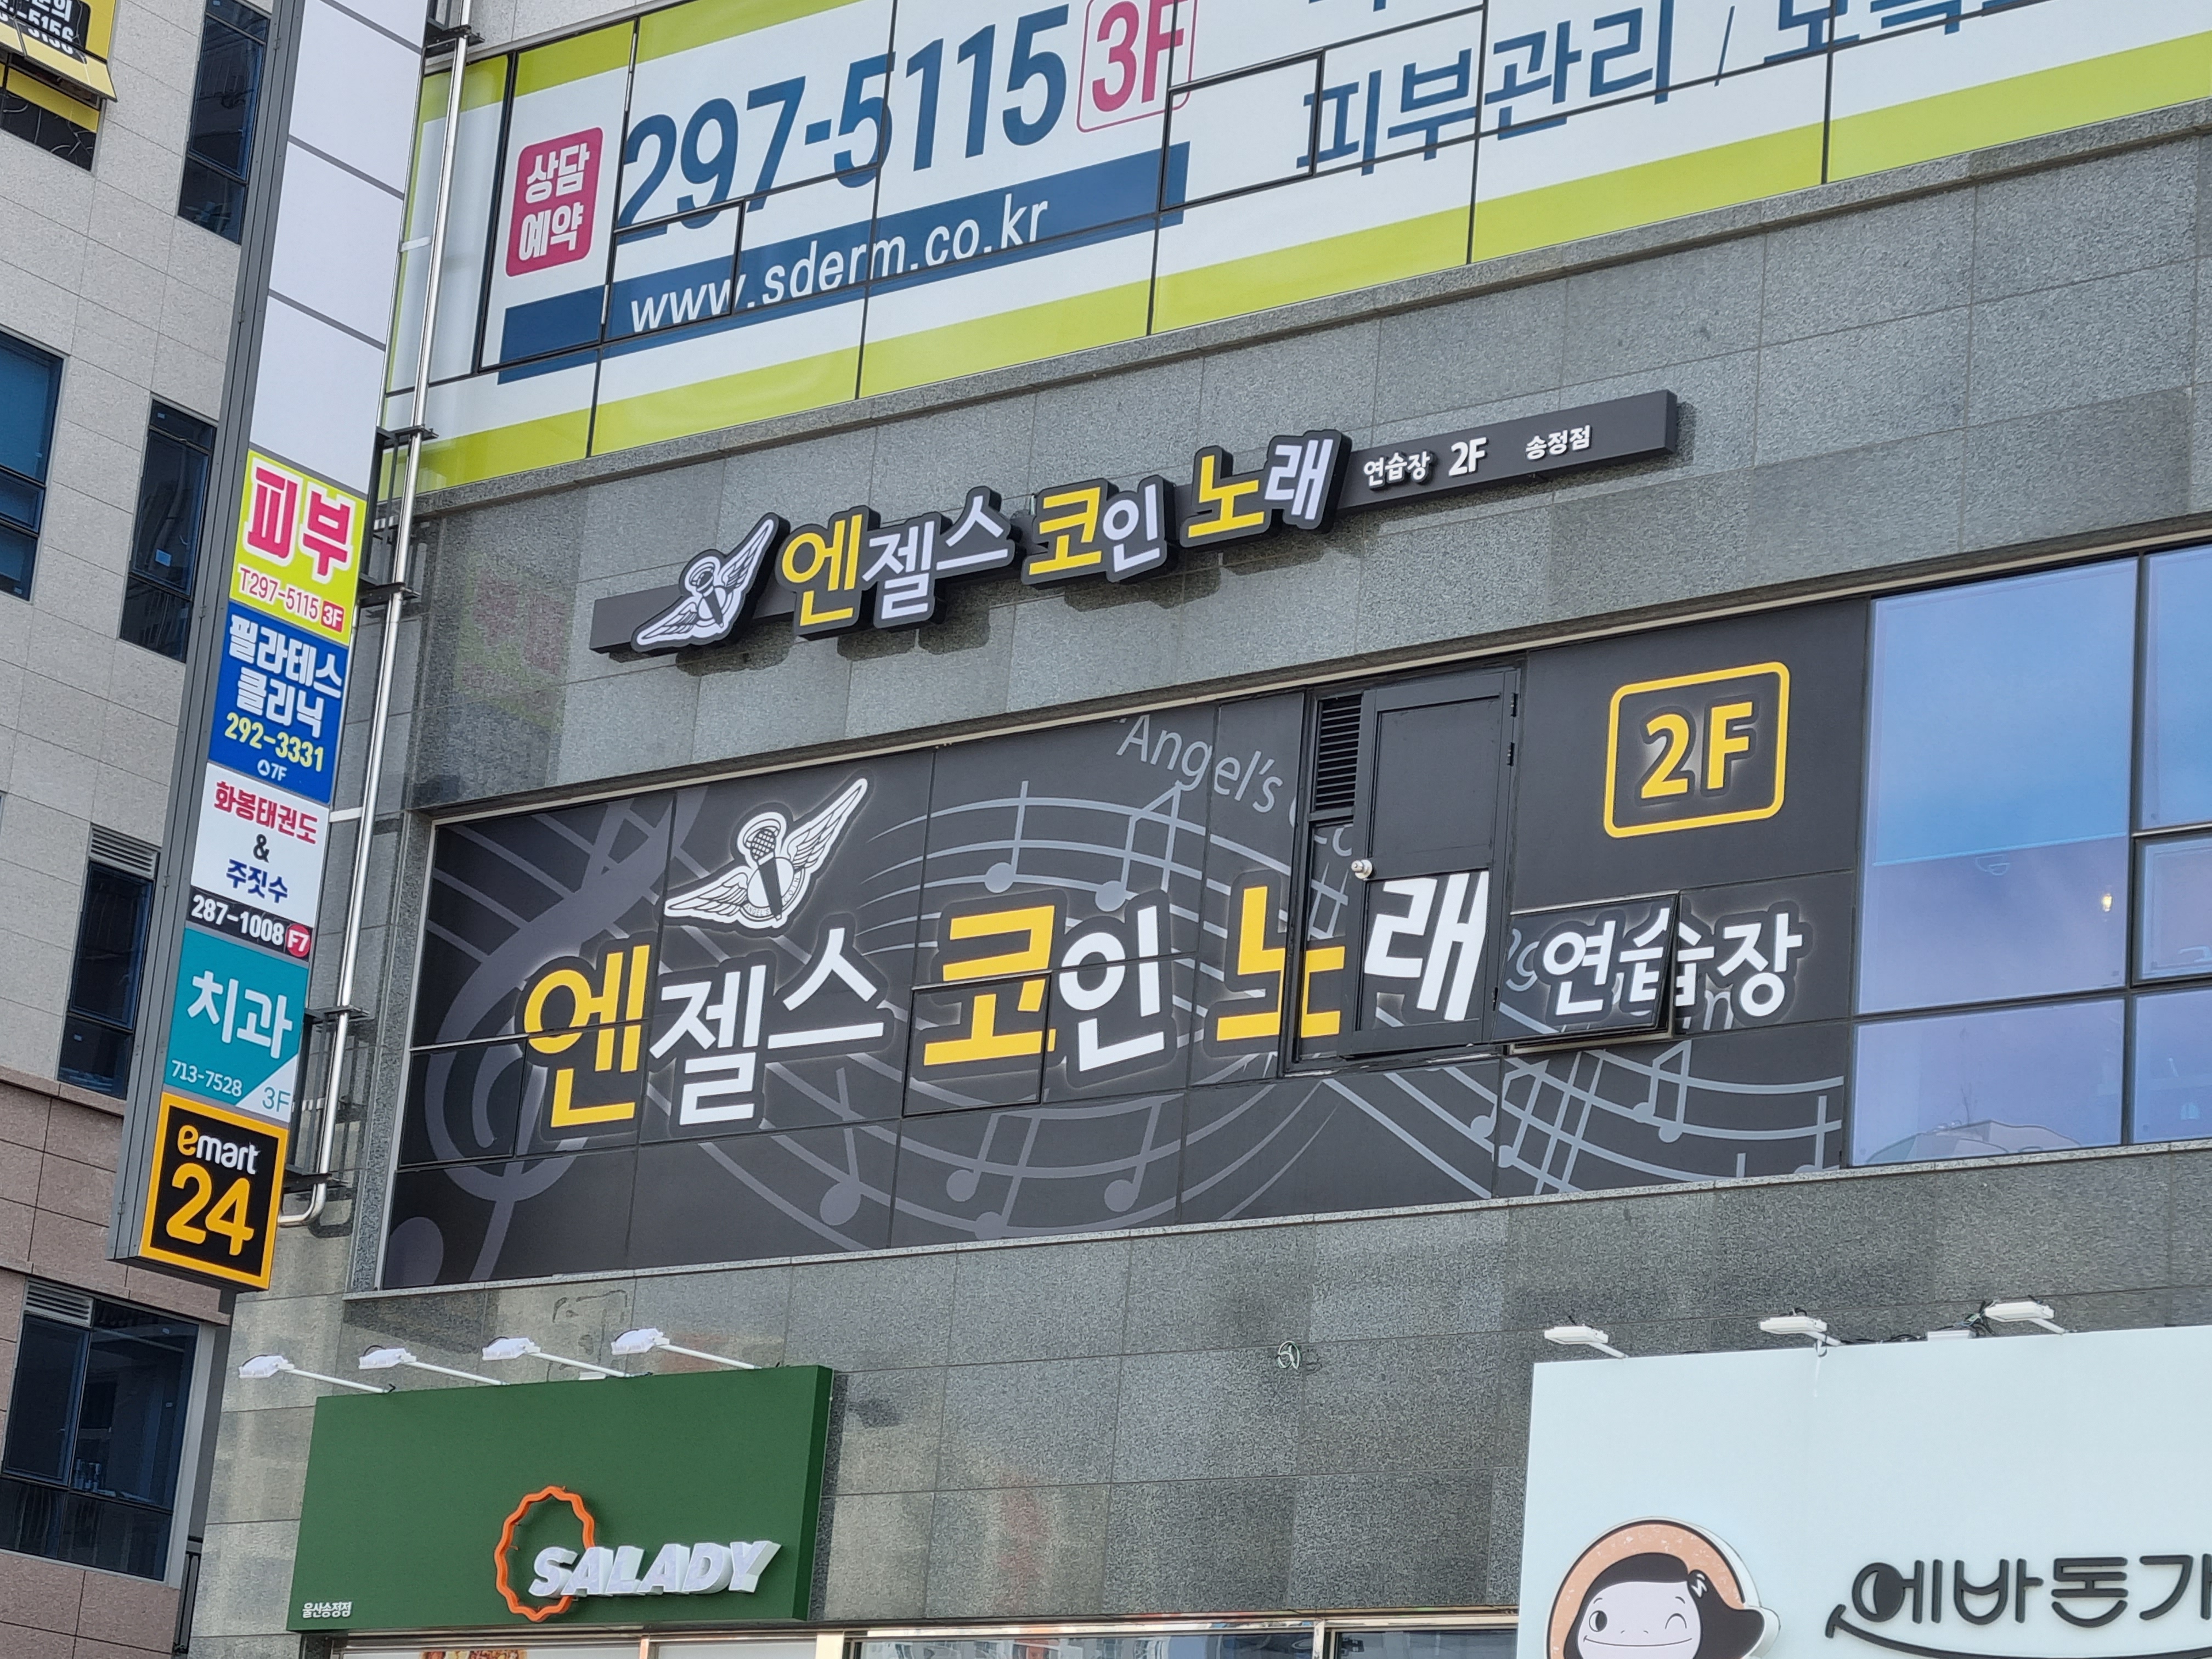 5156
상담
예약
297-5115 3F
www.sderm.co.kr
피부관리 /
엔젤스 코인 노래 연습장 2F 송정점
피부
T297-5115 3F
필라테스
클리닉
292-3331
7F
화봉태권도
&
주짓수
287-1008 F7
치과
713-7528 3F
emart
24
Angel's
2F
엔젤스 코인 노래 연습장
SALADY
울산송정점
에바돈가